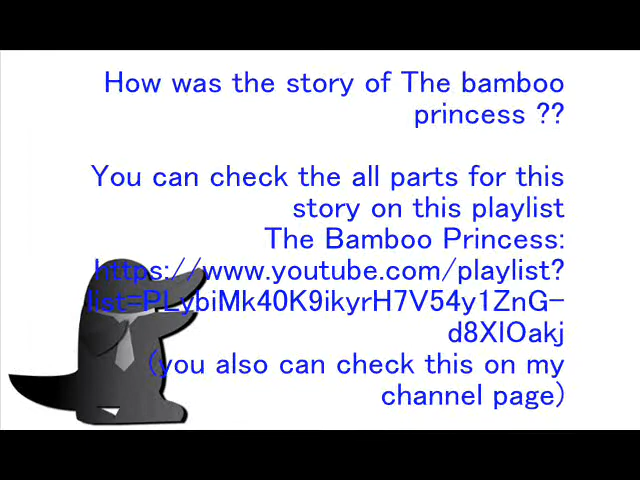 How was the story of The bamboo
princess ??
You can check the all parts for this
story on this playlist
The Bamboo Princess:
https://www.youtube.com/playlist?
list=PLybiMk40K9ikyrH7V54y1ZnG-
d8XlOakj
(you also can check this on my
channel page)